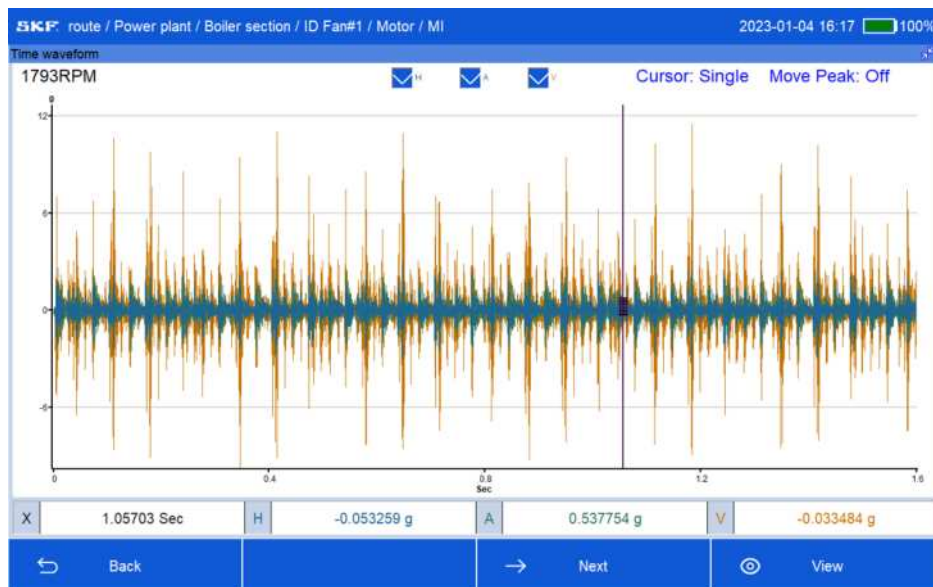 SKF. route / Power plant / Boiler section / ID Fan#1 / Motor / MI 2023-01-04 16:17 100%
Time waveform
1793RPM H A V Cursor: Single Move Peak: Off
0
12
6
0
-6
0 0.4 0.8 1.2 1.6
Sec
X 1.05703 Sec H -0.053259 g A 0.537754 g V -0.033484 g
Back Next View